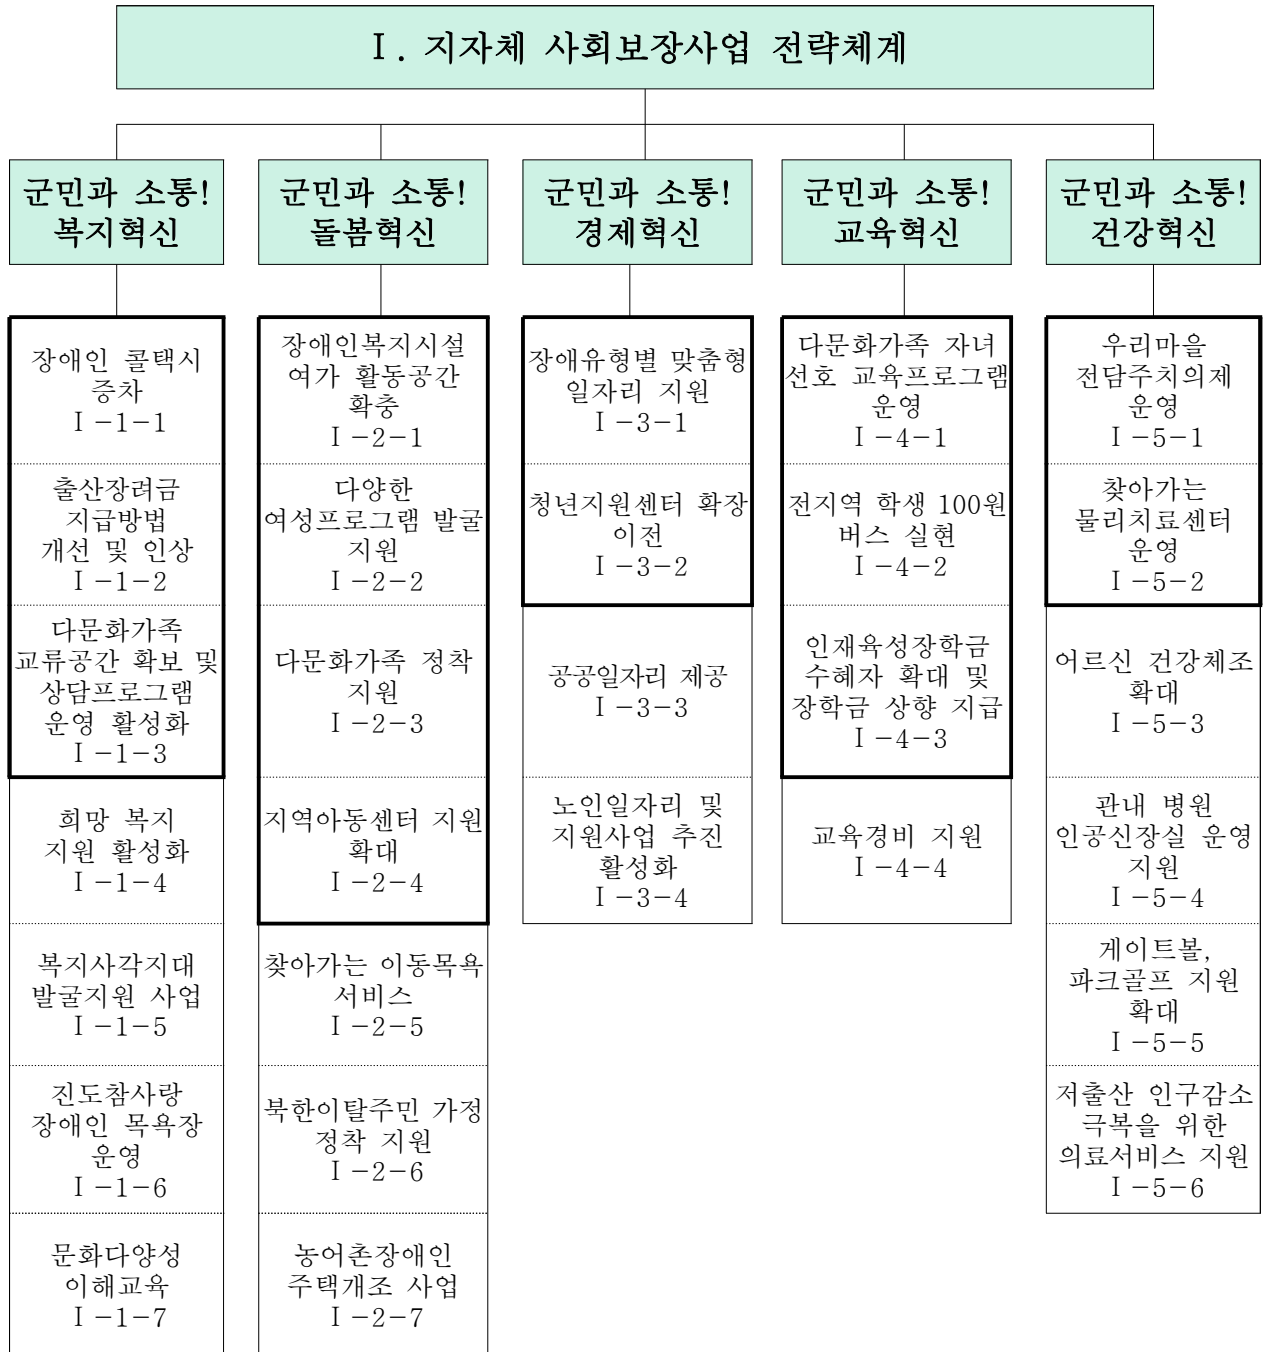 Ⅰ. 지자체 사회보장사업 전략체계
군민과 소통!
복지혁신
장애인 콜택시
증차
Ⅰ-1-1
출산장려금
지급방법
개선 및 인상
Ⅰ-1-2
다문화가족
교류공간 확보 및
상담프로그램
운영 활성화
Ⅰ-1-3
희망 복지
지원 활성화
Ⅰ-1-4
복지사각지대
발굴지원 사업
Ⅰ-1-5
진도참사랑
장애인 목욕장
운영
Ⅰ-1-6
문화다양성
이해교육
Ⅰ-1-7
군민과 소통!
돌봄혁신
장애인복지시설
여가 활동공간
확충
Ⅰ-2-1
다양한
여성프로그램 발굴
지원
Ⅰ-2-2
다문화가족 정착
지원
Ⅰ-2-3
지역아동센터 지원
확대
Ⅰ-2-4
찾아가는 이동목욕
서비스
Ⅰ-2-5
북한이탈주민 가정
정착 지원
Ⅰ-2-6
농어촌장애인
주택개조 사업
Ⅰ-2-7
군민과 소통!
경제혁신
장애유형별 맞춤형
일자리 지원
Ⅰ-3-1
청년지원센터 확장
이전
Ⅰ-3-2
공공일자리 제공
Ⅰ-3-3
노인일자리 및
지원사업 추진
활성화
Ⅰ-3-4
군민과 소통!
교육혁신
다문화가족 자녀
선호 교육프로그램
운영
Ⅰ-4-1
전지역 학생 100원
버스 실현
Ⅰ-4-2
인재육성장학금
수혜자 확대 및
장학금 상향 지급
Ⅰ-4-3
교육경비 지원
Ⅰ-4-4
군민과 소통!
건강혁신
우리마을
전담주치의제
운영
Ⅰ-5-1
찾아가는
물리치료센터
운영
Ⅰ-5-2
어르신 건강체조
확대
Ⅰ-5-3
관내 병원
인공신장실 운영
지원
Ⅰ-5-4
게이트볼,
파크골프 지원
확대
Ⅰ-5-5
저출산 인구감소
극복을 위한
의료서비스 지원
Ⅰ-5-6